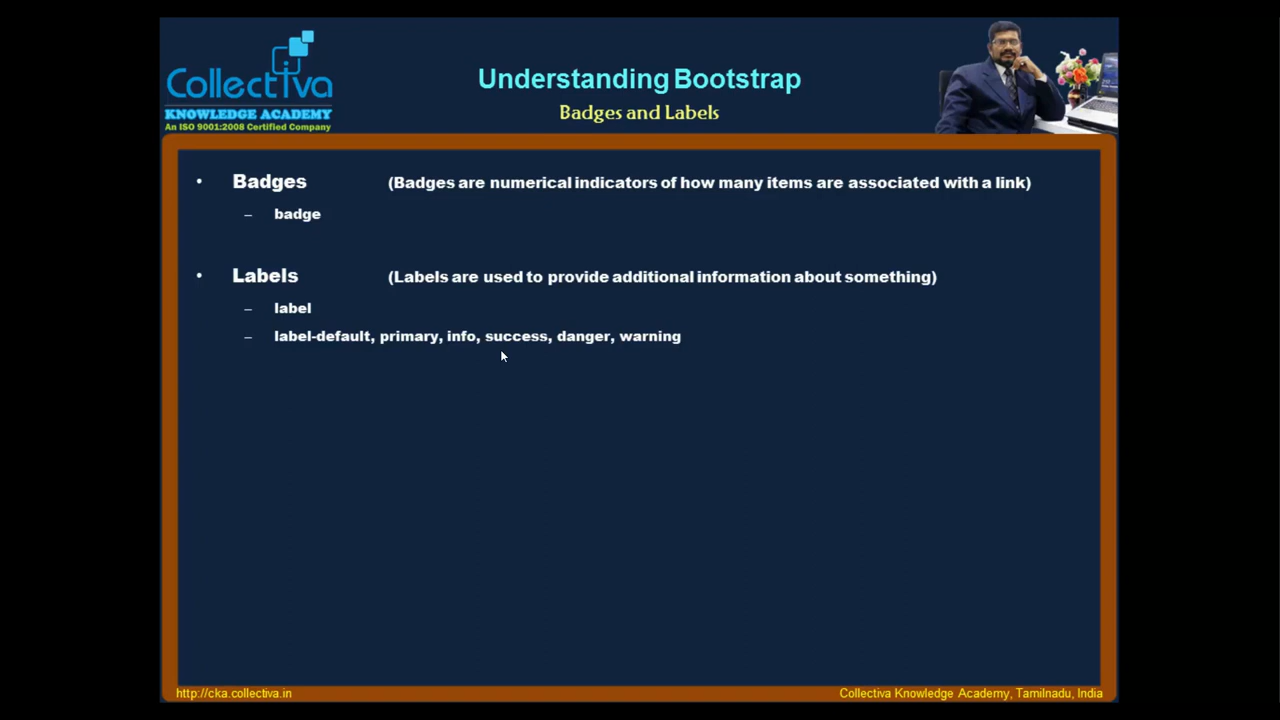 Collectiva
KNOWLEDGE ACADEMY
An ISO 9001:2008 Certified Company
Understanding Bootstrap
Badges and Labels
• Badges (Badges are numerical indicators of how many items are associated with a link)
– badge
• Labels (Labels are used to provide additional information about something)
– label
– label-default, primary, info, success, danger, warning
http://cka.collectiva.in
Collectiva Knowledge Academy, Tamilnadu, India